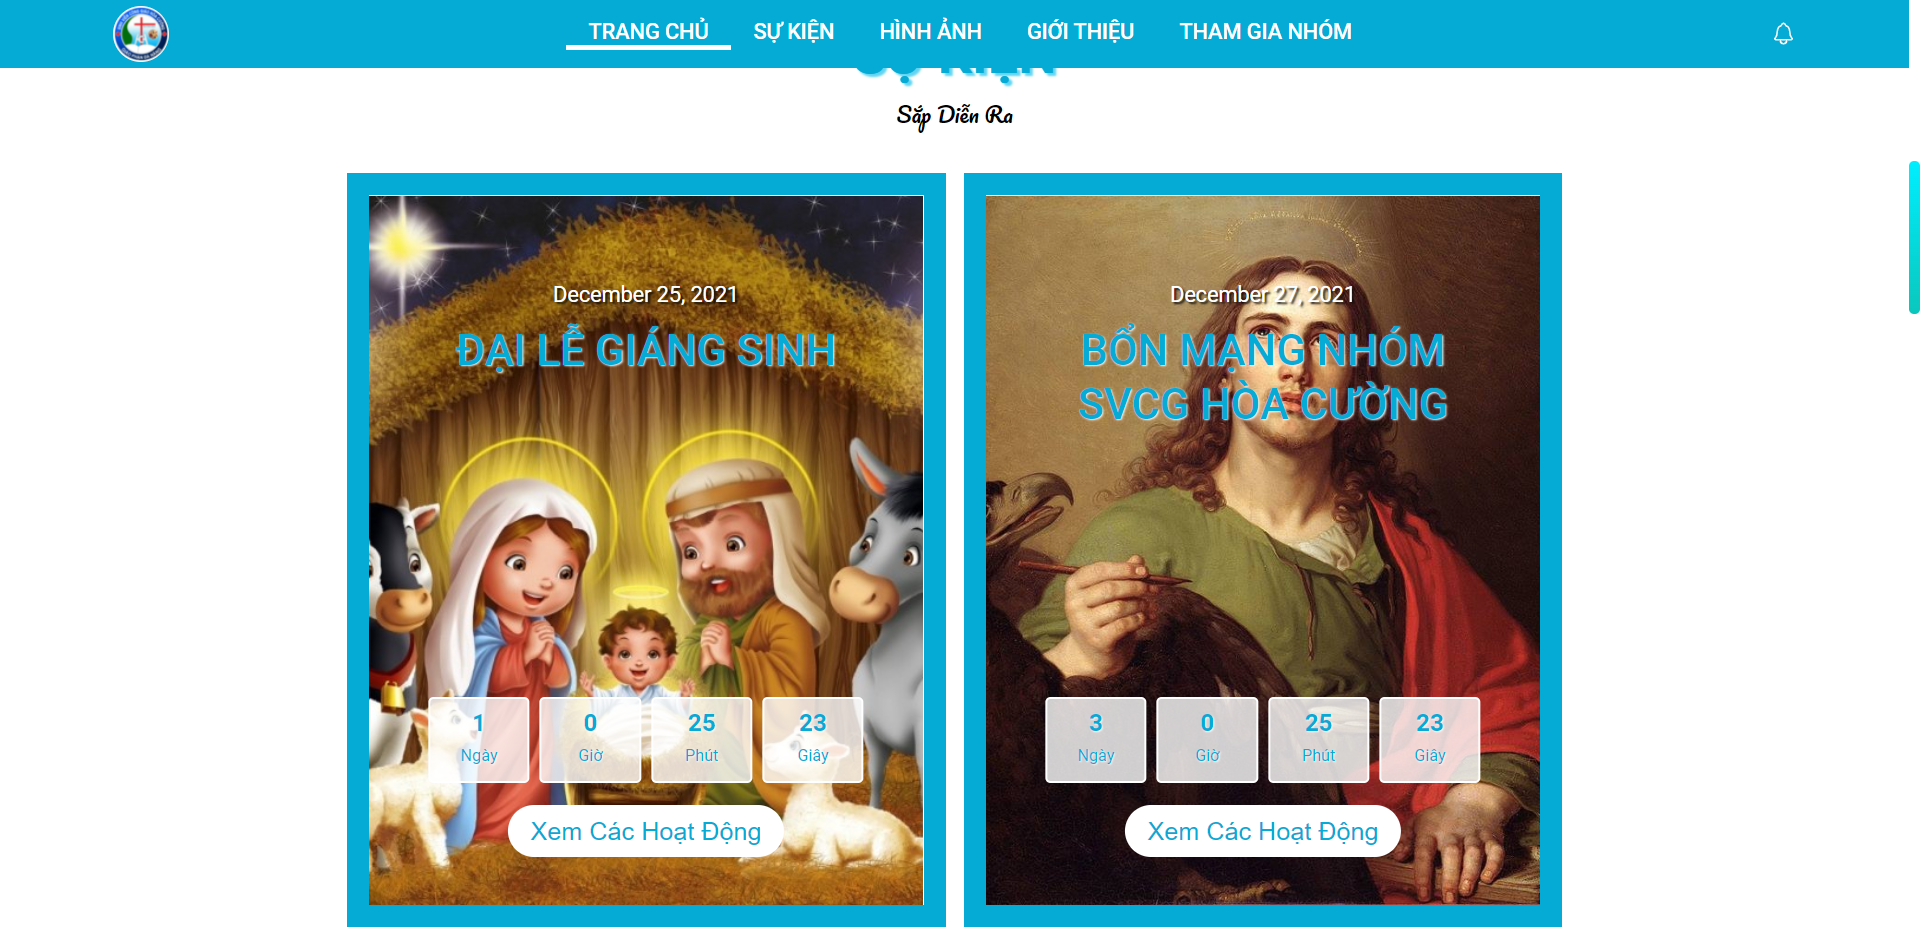 TRANG CHỦ SỰ KIỆN HÌNH ẢNH GIỚI THIỆU THAM GIA NHÓM
SỰ KIỆN
Sắp Diễn Ra
December 25, 2021
ĐẠI LỄ GIÁNG SINH
1 0 25 23
Ngày Giờ Phút Giây
Xem Các Hoạt Động
December 27, 2021
BỔN MẠNG NHÓM
SVCG HÒA CƯỜNG
3 0 25 23
Ngày Giờ Phút Giây
Xem Các Hoạt Động